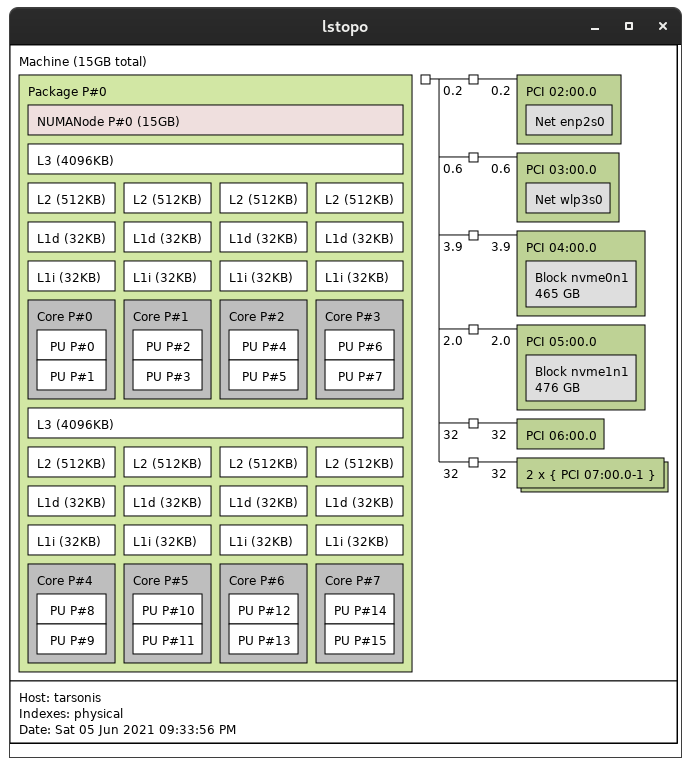 lstopo
Machine (15GB total)
Package P#0
NUMANode P#0 (15GB)
L3 (4096KB)
L2 (512KB) L2 (512KB) L2 (512KB) L2 (512KB)
L1d (32KB) L1d (32KB) L1d (32KB) L1d (32KB)
L1i (32KB) L1i (32KB) L1i (32KB) L1i (32KB)
Core P#0 Core P#1 Core P#2 Core P#3
PU P#0 PU P#2 PU P#4 PU P#6
PU P#1 PU P#3 PU P#5 PU P#7
L3 (4096KB)
L2 (512KB) L2 (512KB) L2 (512KB) L2 (512KB)
L1d (32KB) L1d (32KB) L1d (32KB) L1d (32KB)
L1i (32KB) L1i (32KB) L1i (32KB) L1i (32KB)
Core P#4 Core P#5 Core P#6 Core P#7
PU P#8 PU P#10 PU P#12 PU P#14
PU P#9 PU P#11 PU P#13 PU P#15
0.2 0.2 PCI 02:00.0
Net enp2s0
0.6 0.6 PCI 03:00.0
Net wlp3s0
3.9 3.9 PCI 04:00.0
Block nvme0n1
465 GB
2.0 2.0 PCI 05:00.0
Block nvme1n1
476 GB
32 32 PCI 06:00.0
32 32 2 x { PCI 07:00.0-1 }
Host: tarsonis
Indexes: physical
Date: Sat 05 Jun 2021 09:33:56 PM